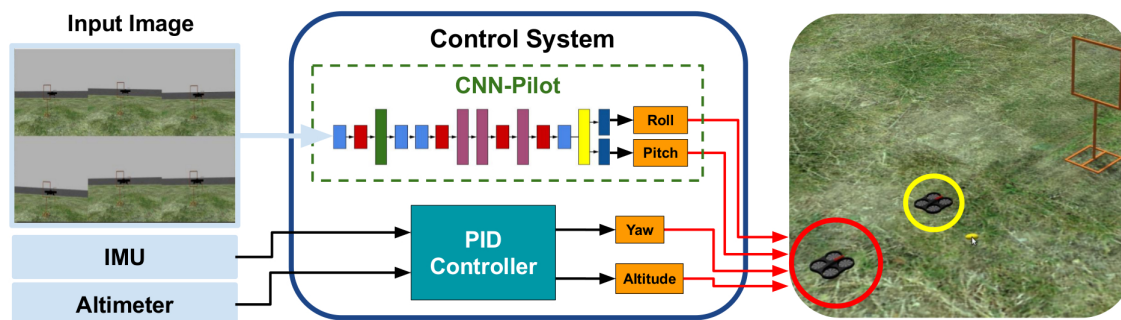 Input Image
Control System
CNN-Pilot
Roll
Pitch
IMU
Altimeter
PID
Controller
Yaw
Altitude